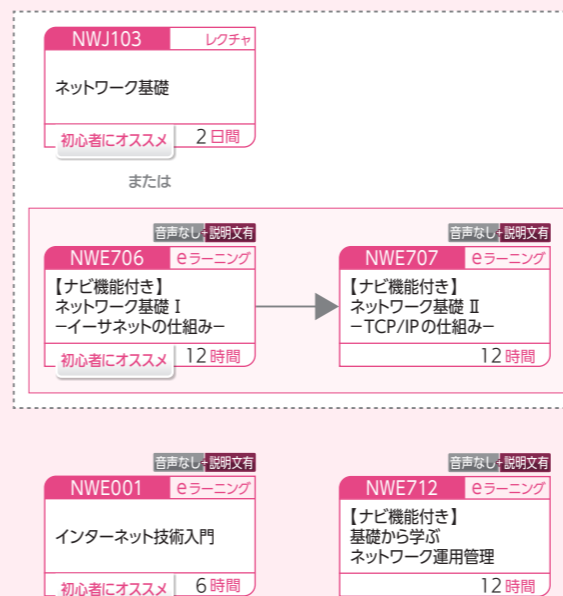 NWJ103 レクチャ
ネットワーク基礎
初心者にオススメ 2日間
または
音声なし+説明文有
NWE706 eラーニング
【ナビ機能付き】
ネットワーク基礎 Ⅰ
−イーサネットの仕組み−
初心者にオススメ 12時間
音声なし+説明文有
NWE707 eラーニング
【ナビ機能付き】
ネットワーク基礎 Ⅱ
−TCP/IPの仕組み−
12時間
音声なし+説明文有
NWE001 eラーニング
インターネット技術入門
初心者にオススメ 6時間
音声なし+説明文有
NWE712 eラーニング
【ナビ機能付き】
基礎から学ぶ
ネットワーク運用管理
12時間